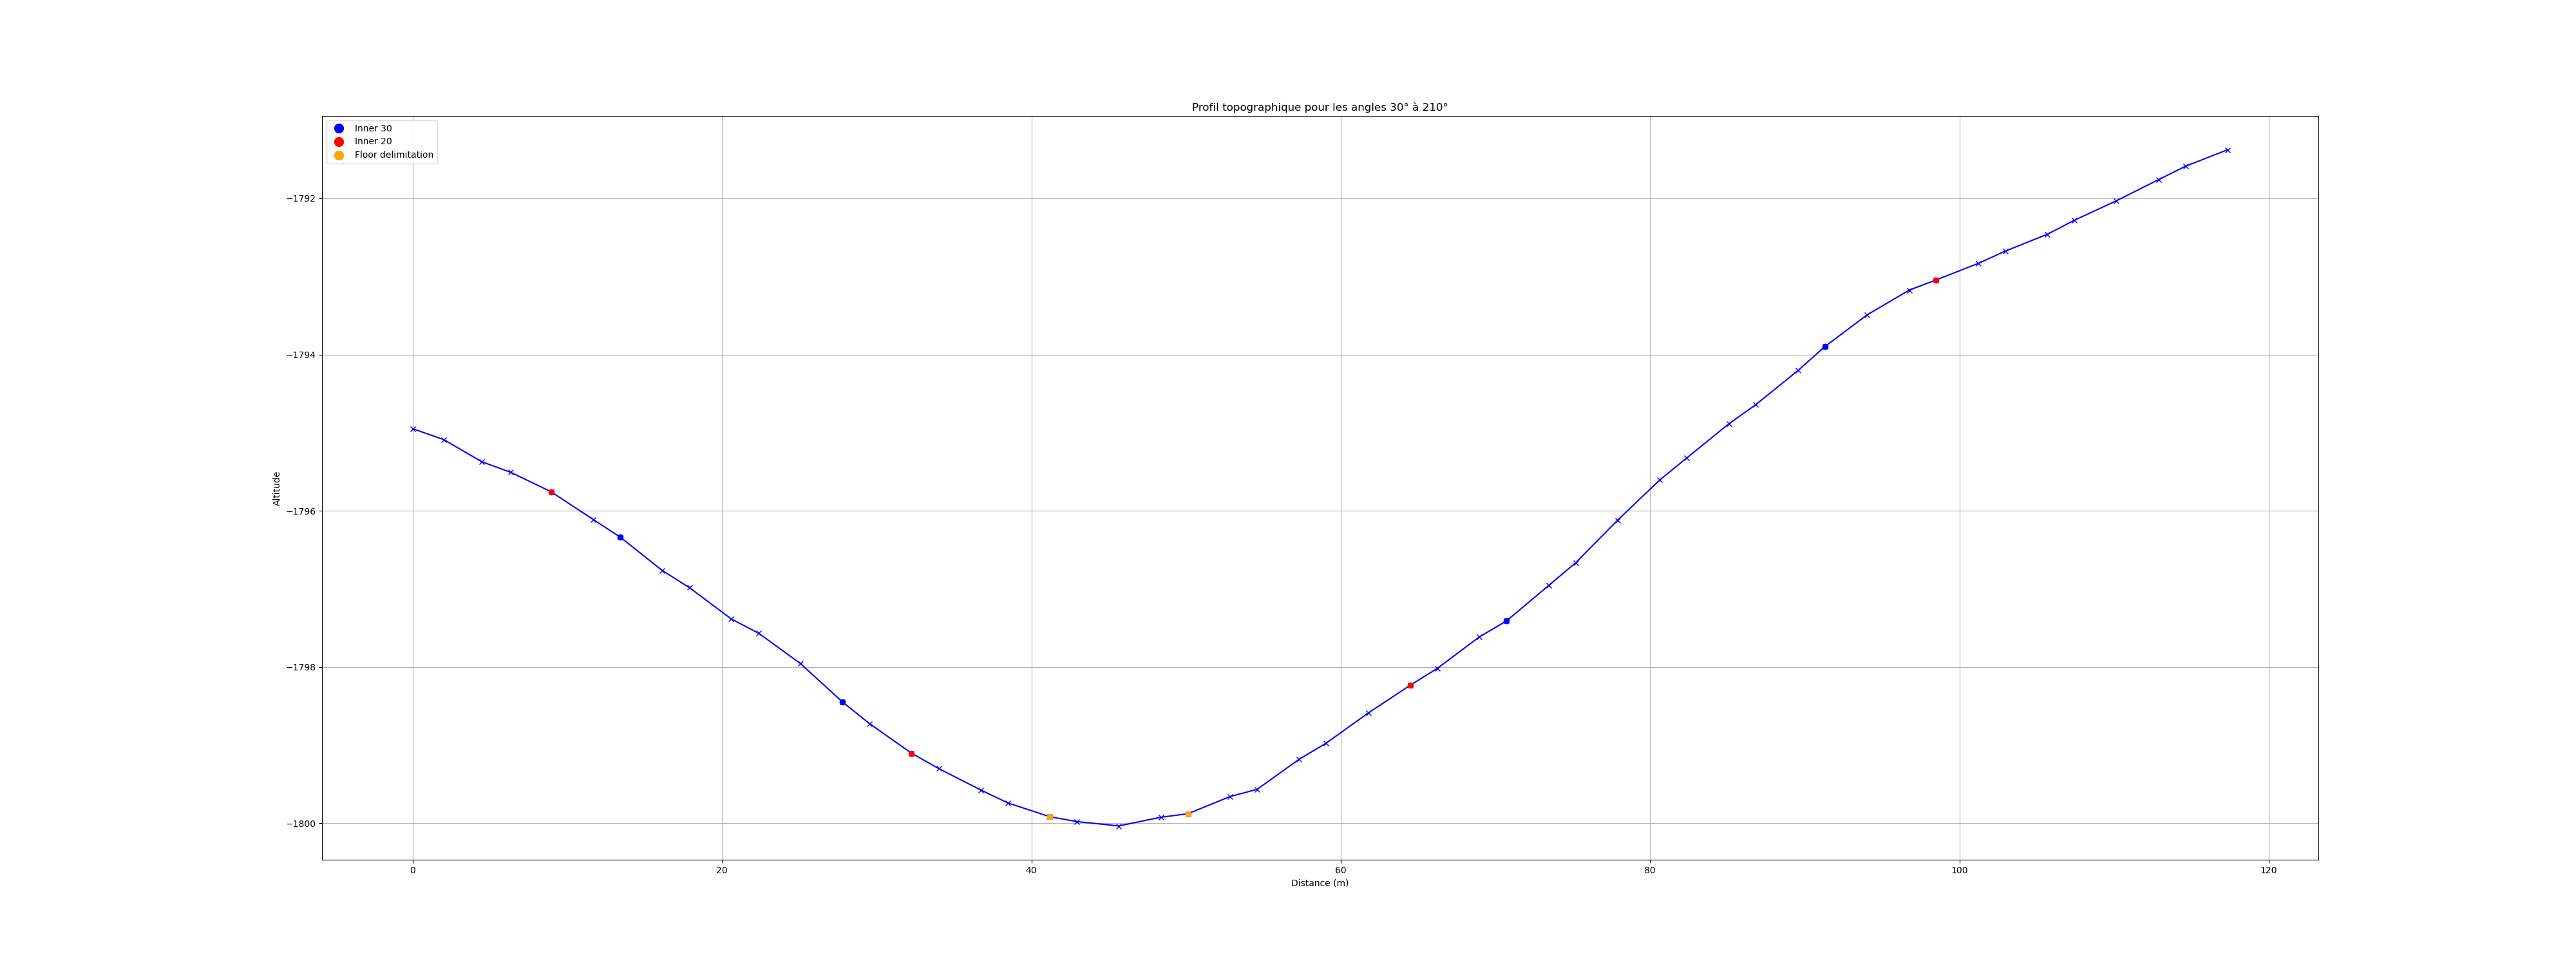 Profil topographique pour les angles 30° à 210°
Inner 30
Inner 20
Floor delimitation
Altitude
−1792
−1794
−1796
−1798
−1800
0 20 40 60 80 100 120
Distance (m)